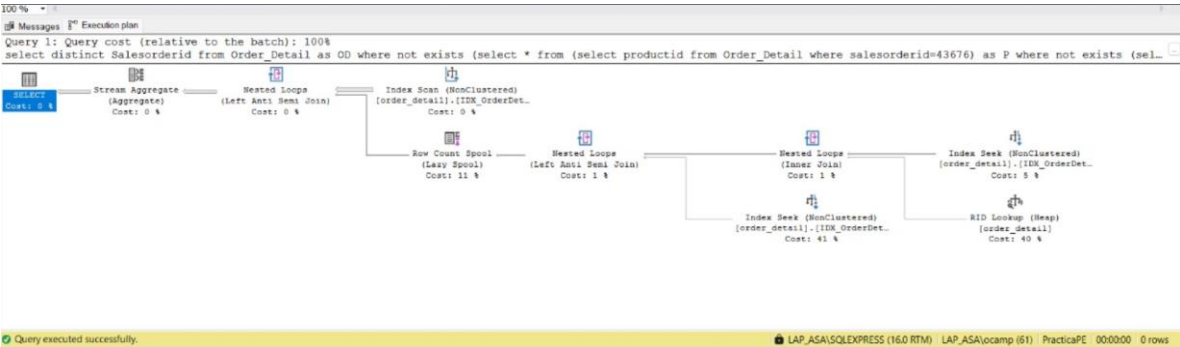 100 %
Messages Execution plan
Query 1: Query cost (relative to the batch): 100%
select distinct Salesorderid from Order_Detail as OD where not exists (select * from (select productid from Order_Detail where salesorderid=43676) as P where not exists (sel…
SELECT
Cost: 0 %
Stream Aggregate
(Aggregate)
Cost: 0 %
Nested Loops
(Left Anti Semi Join)
Cost: 0 %
Index Scan (NonClustered)
[order_detail].[IDX_OrderDet…
Cost: 0 %
Row Count Spool
(Lazy Spool)
Cost: 11 %
Nested Loops
(Left Anti Semi Join)
Cost: 1 %
Nested Loops
(Inner Join)
Cost: 1 %
Index Seek (NonClustered)
[order_detail].[IDX_OrderDet…
Cost: 5 %
Index Seek (NonClustered)
[order_detail].[IDX_OrderDet…
Cost: 41 %
RID Lookup (Heap)
[order_detail]
Cost: 40 %
Query executed successfully.
LAP_ASA\SQLEXPRESS (16.0 RTM) LAP_ASA\ocamp (61) PracticaPE 00:00:00 0 rows